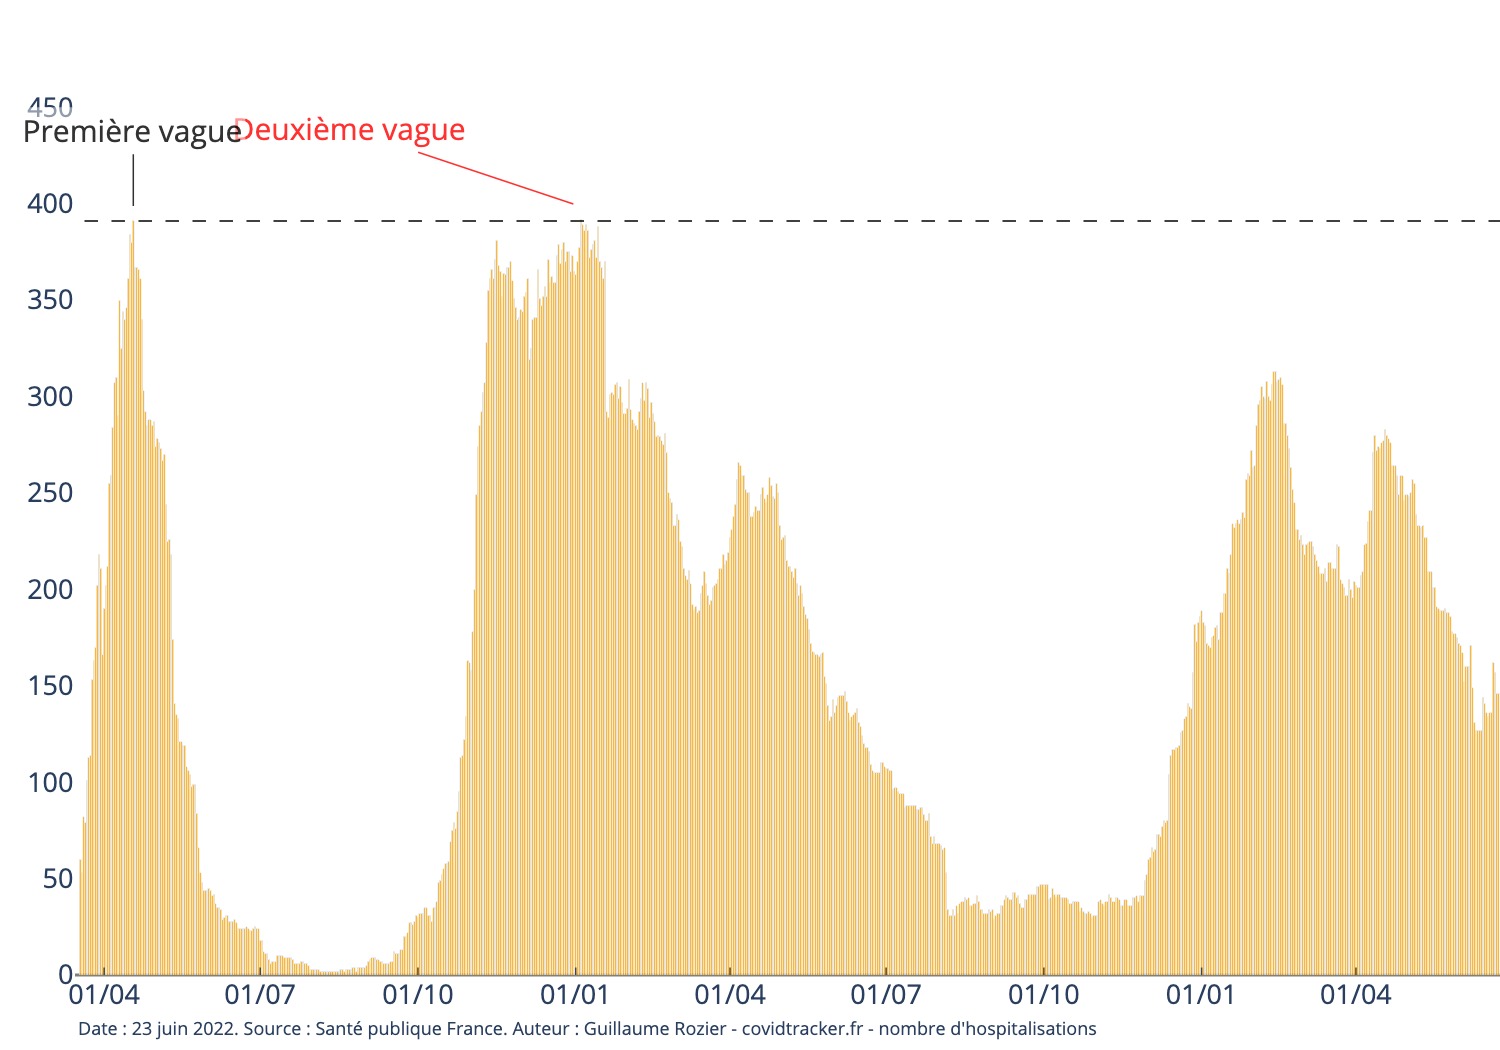 450
Première vague
Deuxième vague
400
350
300
250
200
150
100
50
0
01/04 01/07 01/10 01/01 01/04 01/07 01/10 01/01 01/04
Date : 23 juin 2022. Source : Santé publique France. Auteur : Guillaume Rozier - covidtracker.fr - nombre d'hospitalisations